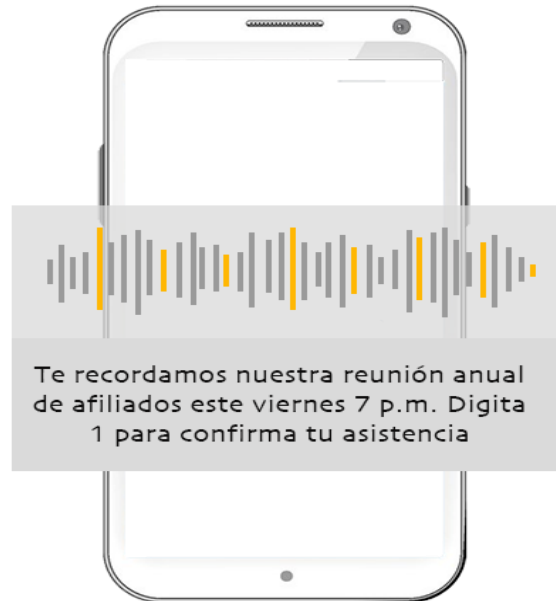 Te recordamos nuestra reunión anual
de afiliados este viernes 7 p.m. Digita
1 para confirma tu asistencia